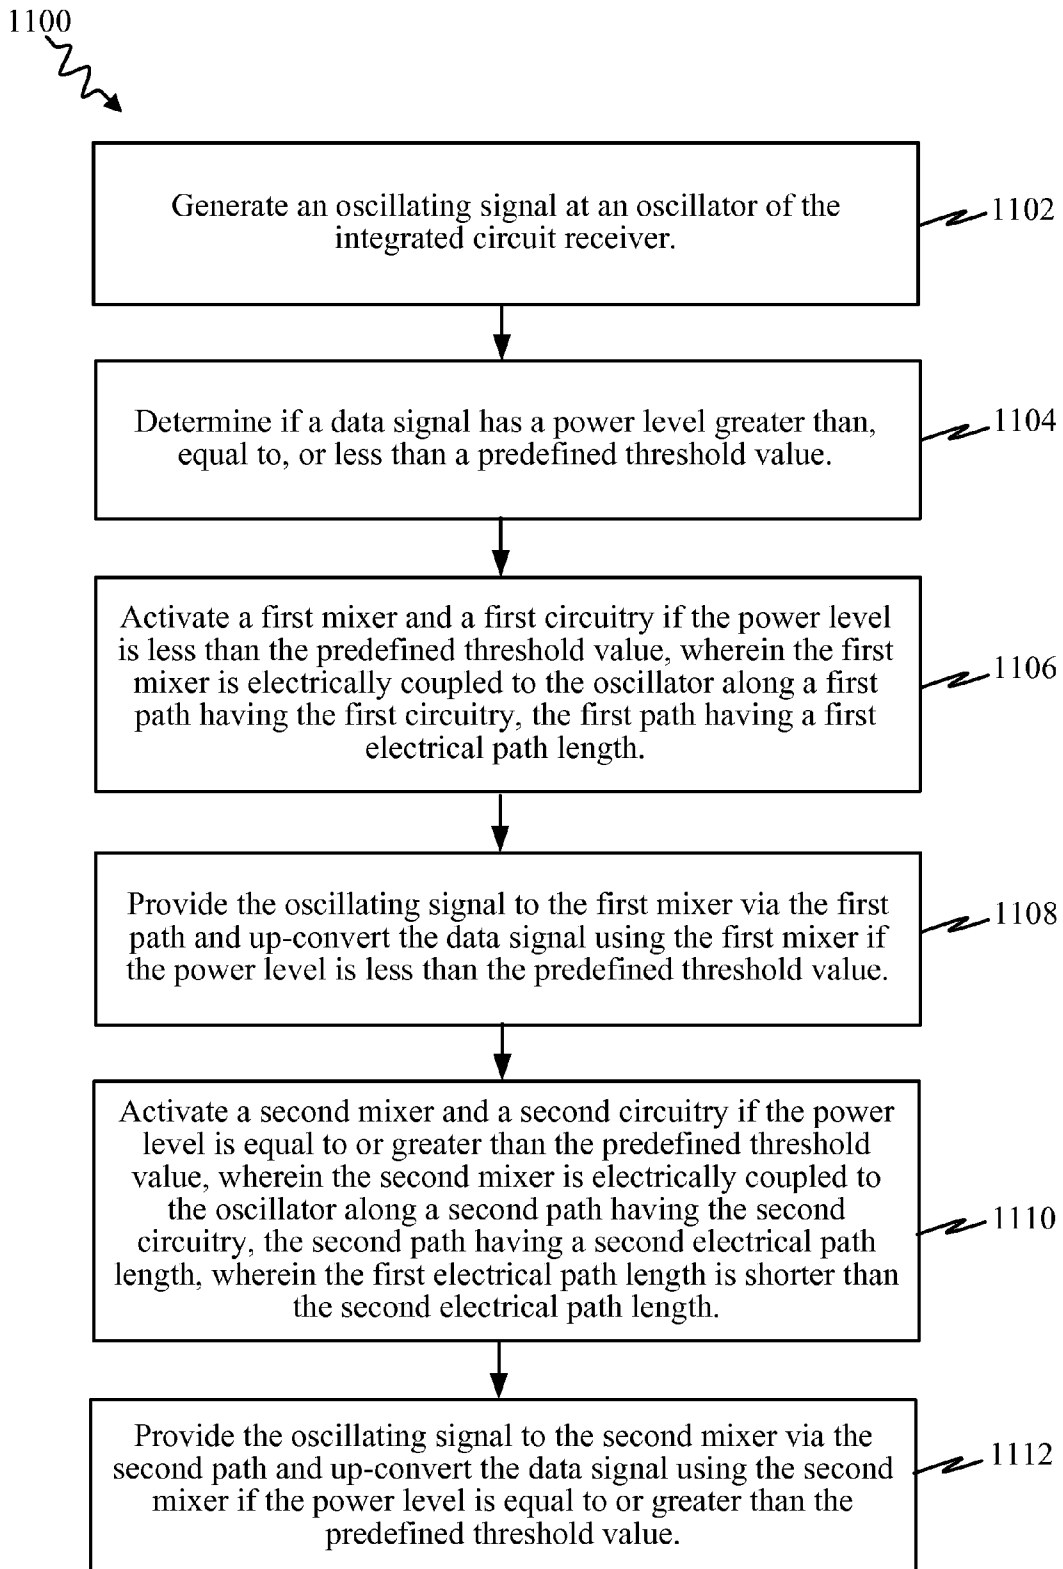 1100
Generate an oscillating signal at an oscillator of the
integrated circuit receiver.
1102
Determine if a data signal has a power level greater than,
equal to, or less than a predefined threshold value.
1104
Activate a first mixer and a first circuitry if the power level
is less than the predefined threshold value, wherein the first
mixer is electrically coupled to the oscillator along a first
path having the first circuitry, the first path having a first
electrical path length.
1106
Provide the oscillating signal to the first mixer via the first
path and up-convert the data signal using the first mixer if
the power level is less than the predefined threshold value.
1108
Activate a second mixer and a second circuitry if the power
level is equal to or greater than the predefined threshold
value, wherein the second mixer is electrically coupled to
the oscillator along a second path having the second
circuitry, the second path having a second electrical path
length, wherein the first electrical path length is shorter than
the second electrical path length.
1110
Provide the oscillating signal to the second mixer via the
second path and up-convert the data signal using the second
mixer if the power level is equal to or greater than the
predefined threshold value.
1112